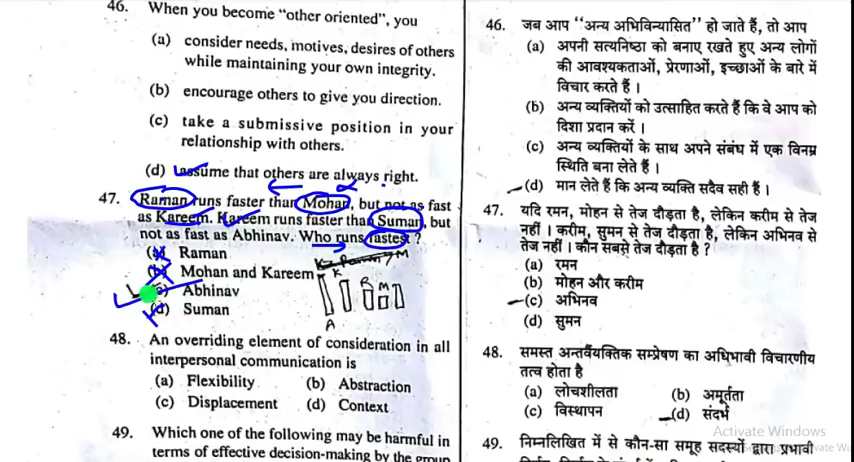 46. When you become "other oriented", you
(a) consider needs, motives, desires of others
while maintaining your own integrity.
(b) encourage others to give you direction.
(c) take a submissive position in your
relationship with others.
(d) assume that others are always right.
47. Raman runs faster than Mohan, but not as fast
as Kareem. Kareem runs faster than Suman, but
not as fast as Abhinav. Who runs fastest ?
(a) Raman
(b) Mohan and Kareem
(c) Abhinav
(d) Suman
K R M
A
48. An overriding element of consideration in all
interpersonal communication is
(a) Flexibility (b) Abstraction
(c) Displacement (d) Context
49. Which one of the following may be harmful in
terms of effective decision-making by the group
46. जब आप "अन्य अभिविन्यासित" हो जाते हैं, तो आप
(a) अपनी सत्यनिष्ठा को बनाए रखते हुए अन्य लोगों
की आवश्यकताओं, प्रेरणाओं, इच्छाओं के बारे में
विचार करते हैं ।
(b) अन्य व्यक्तियों को उत्साहित करते हैं कि वे आप को
दिशा प्रदान करें ।
(c) अन्य व्यक्तियों के साथ अपने संबंध में एक विनम्र
स्थिति बना लेते हैं ।
(d) मान लेते हैं कि अन्य व्यक्ति सदैव सही हैं ।
47. यदि रमन, मोहन से तेज दौड़ता है, लेकिन करीम से तेज
नहीं । करीम, सुमन से तेज दौड़ता है, लेकिन अभिनव से
तेज नहीं । कौन सबसे तेज दौड़ता है ?
(a) रमन
(b) मोहन और करीम
(c) अभिनव
(d) सुमन
48. समस्त अन्तर्वैयक्तिक सम्प्रेषण का अधिभावी विचारणीय
तत्व होता है
(a) लोचशीलता (b) अमूर्तता
(c) विस्थापन (d) संदर्भ
Activate Windows
49. निम्नलिखित में से कौन-सा समूह सदस्यों द्वारा प्रभावी